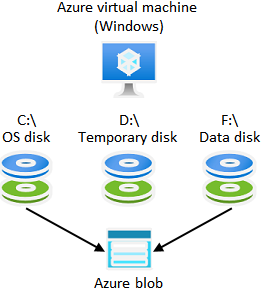 Azure virtual machine
(Windows)
C:\ D:\ F:\
OS disk Temporary disk Data disk
Azure blob